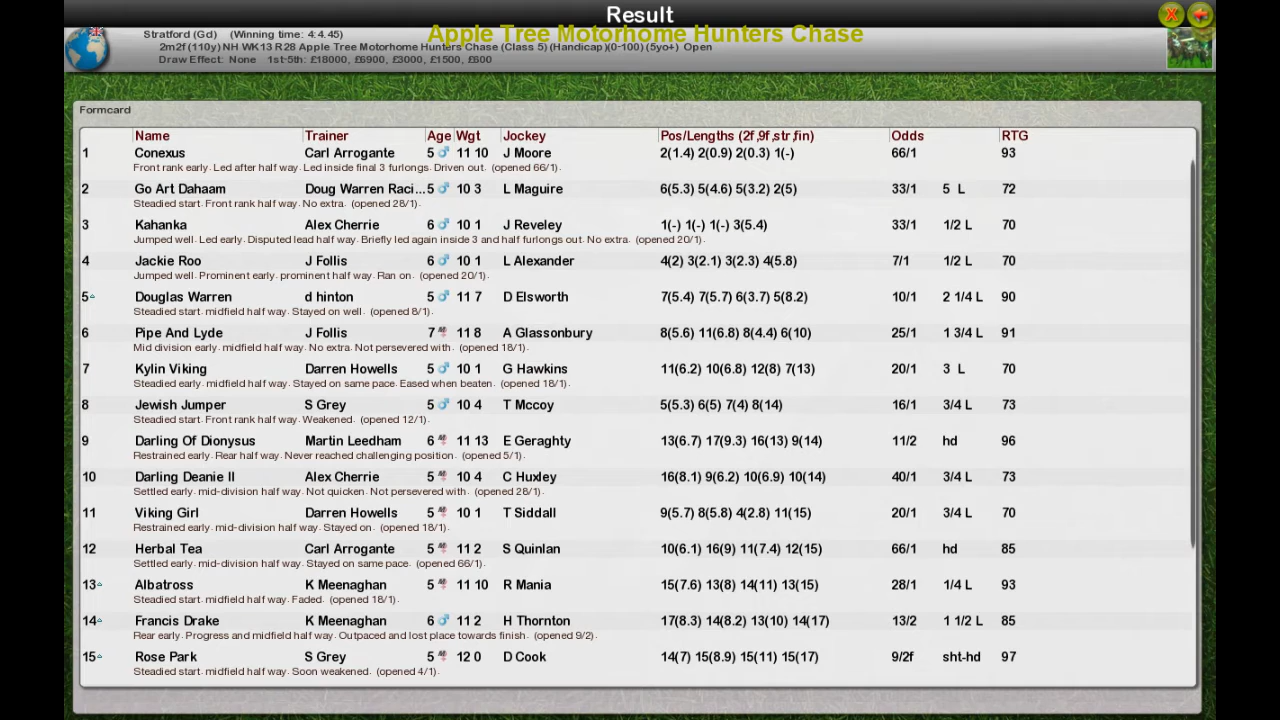 Result
Apple Tree Motorhome Hunters Chase
Stratford (Gd) (Winning time: 4:4.45)
2m2f (110y) NH WK13 R28 Apple Tree Motorhome Hunters Chase (Class 5) (Handicap)(0-100) (5yo+) Open
Draw Effect: None 1st-5th: £18000, £6900, £3000, £1500, £600
Formcard
Name Trainer Age Wgt Jockey Pos/Lengths (2f,9f,str,fin) Odds RTG
1 Conexus Carl Arrogante 5 11 10 J Moore 2(1.4) 2(0.9) 2(0.3) 1(-) 66/1 93
Front rank early. Led after half way. Led inside final 3 furlongs. Driven out. (opened 66/1).
2 Go Art Dahaam Doug Warren Raci... 5 10 3 L Maguire 6(5.3) 5(4.6) 5(3.2) 2(5) 33/1 5 L 72
Steadied start. Front rank half way. No extra. (opened 28/1).
3 Kahanka Alex Cherrie 6 10 1 J Reveley 1(-) 1(-) 1(-) 3(5.4) 33/1 1/2 L 70
Jumped well. Led early. Disputed lead half way. Briefly led again inside 3 and half furlongs out. No extra. (opened 20/1).
4 Jackie Roo J Follis 6 10 1 L Alexander 4(2) 3(2.1) 3(2.3) 4(5.8) 7/1 1/2 L 70
Jumped well. Prominent early. prominent half way. Ran on. (opened 20/1).
5 Douglas Warren d hinton 5 11 7 D Elsworth 7(5.4) 7(5.7) 6(3.7) 5(8.2) 10/1 2 1/4 L 90
Steadied start. midfield half way. Stayed on well. (opened 8/1).
6 Pipe And Lyde J Follis 7 11 8 A Glassonbury 8(5.6) 11(6.8) 8(4.4) 6(10) 25/1 1 3/4 L 91
Mid division early. midfield half way. No extra. Not persevered with. (opened 18/1).
7 Kylin Viking Darren Howells 5 10 1 G Hawkins 11(6.2) 10(6.8) 12(8) 7(13) 20/1 3 L 70
Steadied early. midfield half way. Stayed on same pace. Eased when beaten. (opened 18/1).
8 Jewish Jumper S Grey 5 10 4 T Mccoy 5(5.3) 6(5) 7(4) 8(14) 16/1 3/4 L 73
Steadied start. Front rank half way. Weakened. (opened 12/1).
9 Darling Of Dionysus Martin Leedham 6 11 13 E Geraghty 13(6.7) 17(9.3) 16(13) 9(14) 11/2 hd 96
Restrained early. Rear half way. Never reached challenging position. (opened 5/1).
10 Darling Deanie II Alex Cherrie 5 10 4 C Huxley 16(8.1) 9(6.2) 10(6.9) 10(14) 40/1 3/4 L 73
Settled early. mid-division half way. Not quicken. Not persevered with. (opened 28/1).
11 Viking Girl Darren Howells 5 10 1 T Siddall 9(5.7) 8(5.8) 4(2.8) 11(15) 20/1 3/4 L 70
Restrained early. mid-division half way. Stayed on. (opened 18/1).
12 Herbal Tea Carl Arrogante 5 11 2 S Quinlan 10(6.1) 16(9) 11(7.4) 12(15) 66/1 hd 85
Settled early. mid-division half way. Stayed on same pace. (opened 66/1).
13 Albatross K Meenaghan 5 11 10 R Mania 15(7.6) 13(8) 14(11) 13(15) 28/1 1/4 L 93
Steadied start. midfield half way. Faded. (opened 18/1).
14 Francis Drake K Meenaghan 6 11 2 H Thornton 17(8.3) 14(8.2) 13(10) 14(17) 13/2 1 1/2 L 85
Rear early. Progress and midfield half way. Outpaced and lost place towards finish. (opened 9/2).
15 Rose Park S Grey 5 12 0 D Cook 14(7) 15(8.9) 15(11) 15(17) 9/2f sht-hd 97
Steadied start. midfield half way. Soon weakened. (opened 4/1).